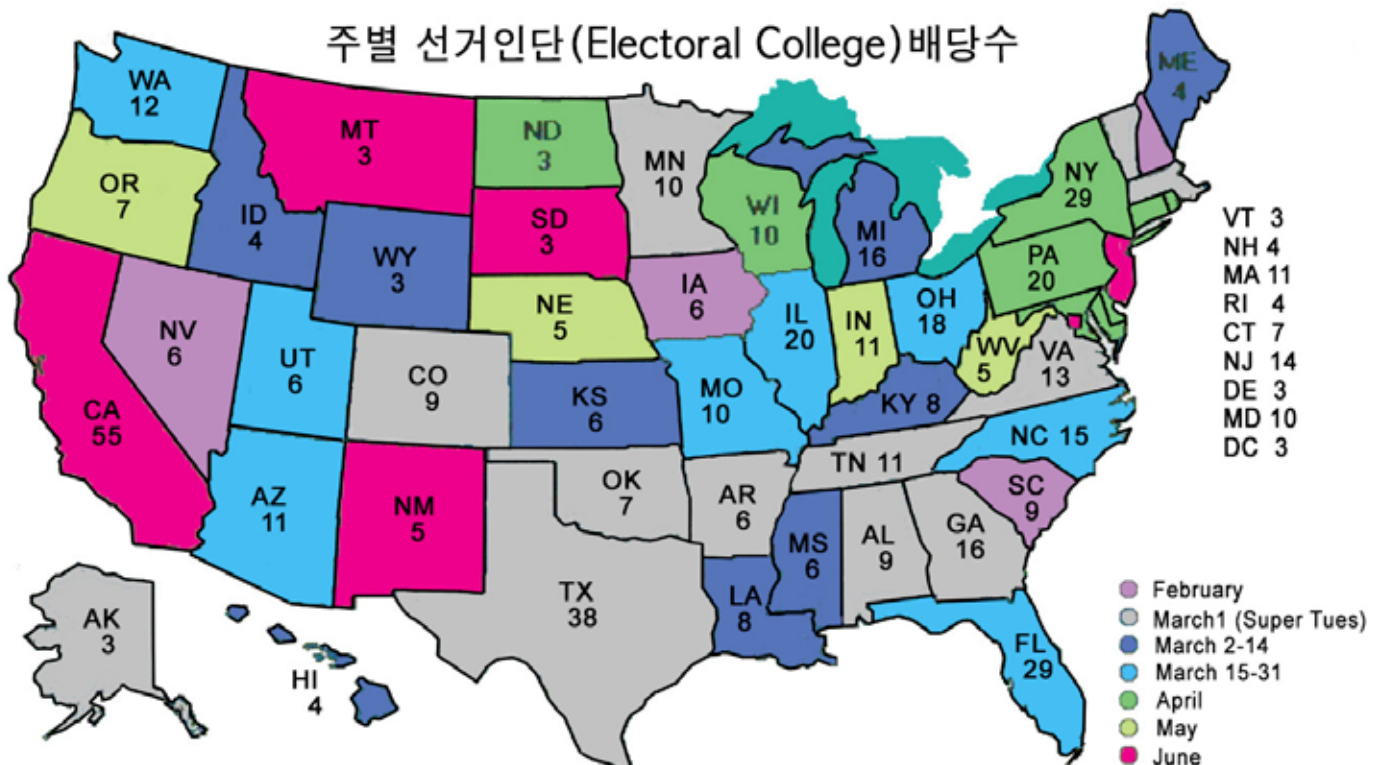 주별 선거인단(Electoral College)배당수
WA
12
MT
3
ND
3
MN
10
ME
4
OR
7
ID
4
WY
3
SD
3
WI
10
MI
16
NY
29
PA
20
NV
6
UT
6
CO
9
NE
5
IA
6
IL
20
IN
11
OH
18
WV
5
VA
13
CA
55
KS
6
MO
10
KY 8
NC 15
TN 11
AZ
11
NM
5
OK
7
AR
6
SC
9
MS
6
AL
9
GA
16
TX
38
LA
8
FL
29
AK
3
HI
4
VT 3
NH 4
MA 11
RI 4
CT 7
NJ 14
DE 3
MD 10
DC 3
February
March1 (Super Tues)
March 2-14
March 15-31
April
May
June